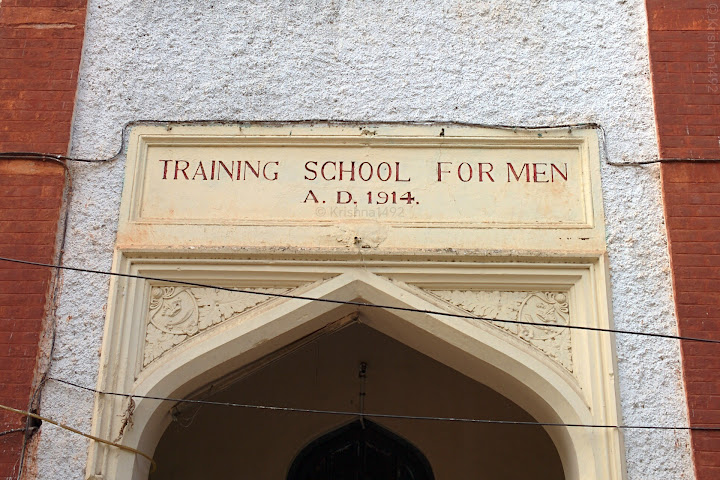 TRAINING SCHOOL FOR MEN
A. D. 1914.
© Krishna1492